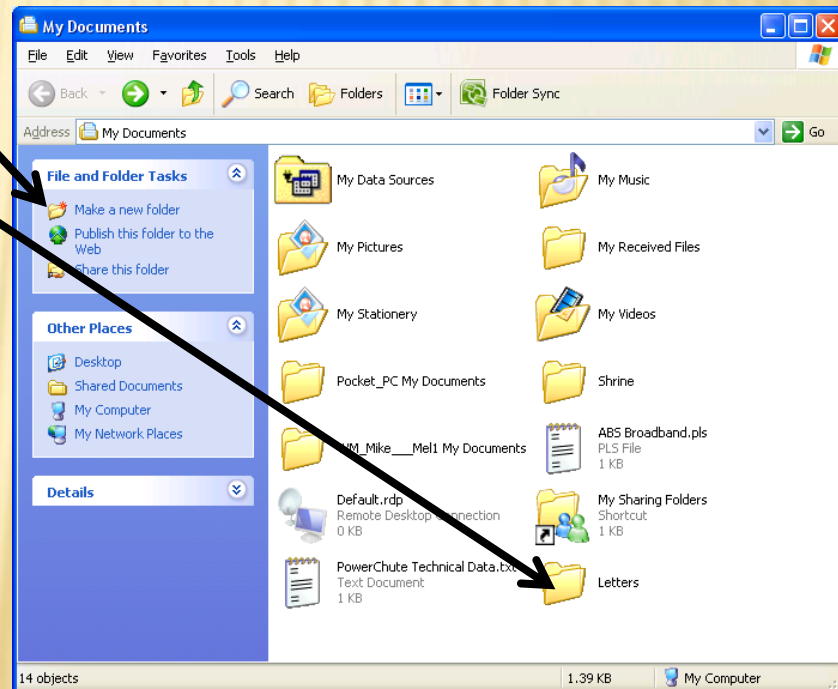 My Documents
File Edit View Favorites Tools Help
Back Search Folders Folder Sync
Address My Documents Go
File and Folder Tasks
Make a new folder
Publish this folder to the
Web
Share this folder
Other Places
Desktop
Shared Documents
My Computer
My Network Places
Details
My Data Sources
My Music
My Pictures
My Received Files
My Stationery
My Videos
Pocket_PC My Documents
Shrine
My Documents
ABS Broadband.pls
PLS File
1 KB
Default.rdp
Remote Desktop Connection
0 KB
My Sharing Folders
Shortcut
1 KB
PowerChute Technical Data.txt
Text Document
1 KB
Letters
14 objects
1.39 KB
My Computer